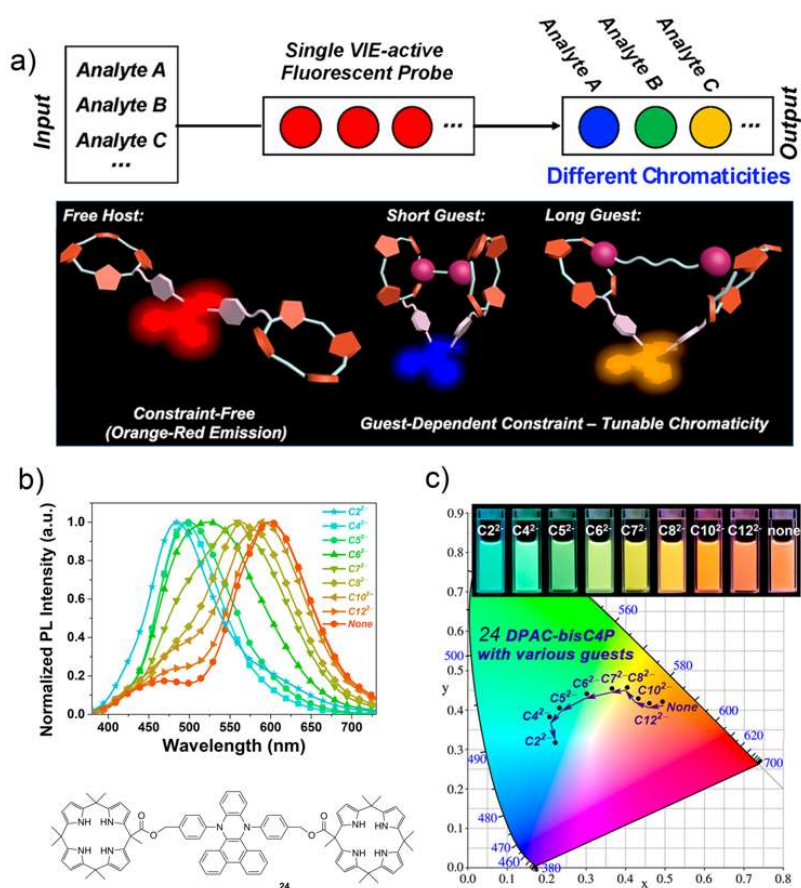 a)
Input
Analyte A
Analyte B
Analyte C
...
Single VIE-active
Fluorescent Probe
...
Analyte A
Analyte B
Analyte C
...
Output
Different Chromaticities
Free Host:
Short Guest:
Long Guest:
Constraint-Free
(Orange-Red Emission)
Guest-Dependent Constraint – Tunable Chromaticity
b)
Normalized PL Intensity (a.u.)
1.0
0.8
0.6
0.4
0.2
0.0
C2²⁻
C4²⁻
C5²⁻
C6²⁻
C7²⁻
C8²⁻
C10²⁻
C12²⁻
None
400 450 500 550 600 650 700
Wavelength (nm)
NH HN
NH HN
O
O
N N
O
O
NH HN
NH HN
24
c)
C2²⁻ C4²⁻ C5²⁻ C6²⁻ C7²⁻ C8²⁻ C10²⁻ C12²⁻ none
24 DPAC-bisC4P
with various guests
0.9
0.8
0.7
0.6
0.5
y
0.4
0.3
0.2
0.1
0.0
560
580
600
620
700
500
490
480
470
460
380
C2²⁻
C4²⁻
C5²⁻
C6²⁻
C7²⁻
C8²⁻
C10²⁻
C12²⁻
None
0.0 0.1 0.2 0.3 0.4 0.5 0.6 0.7 0.8
x